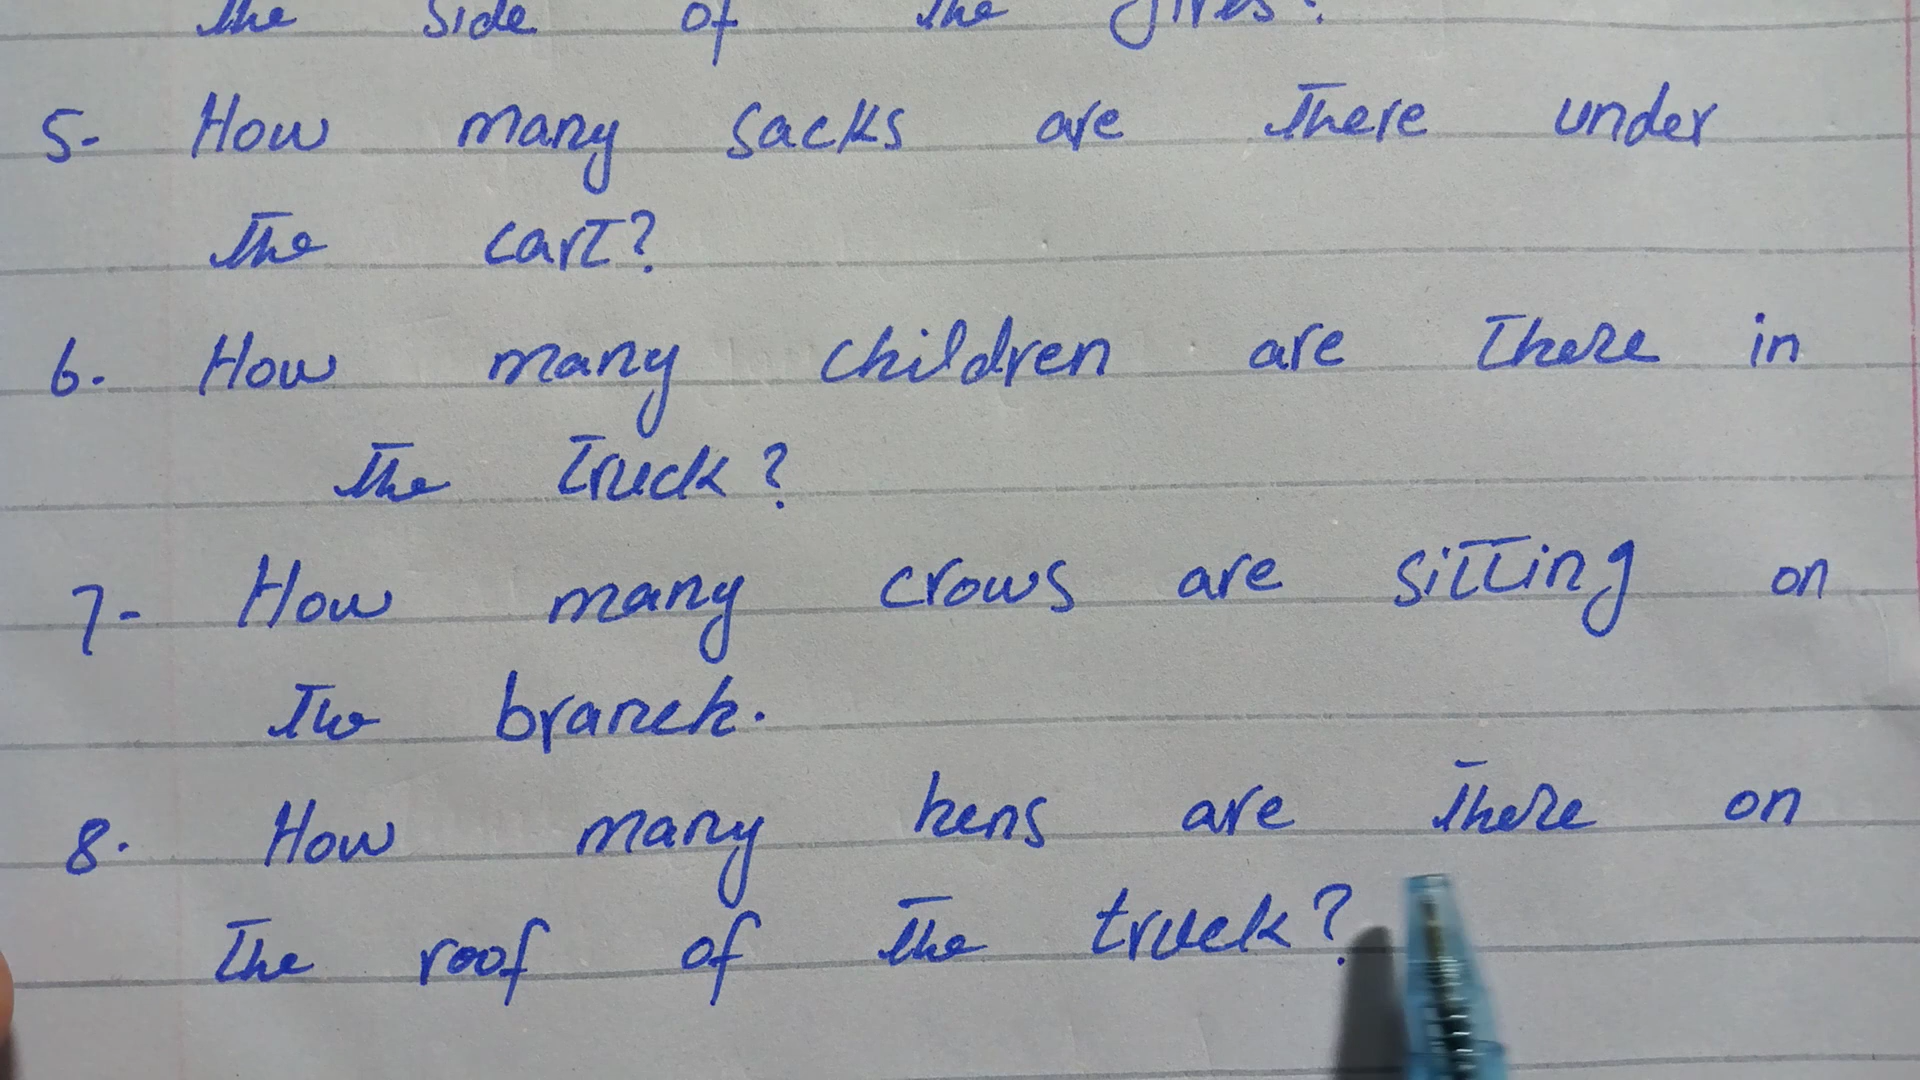 the side of the
5- How many sacks are there under
the cart?
6. How many children are there in
the truck?
7- How many crows are sitting on
the branch.
8. How many hens are there on
the roof of the truck?